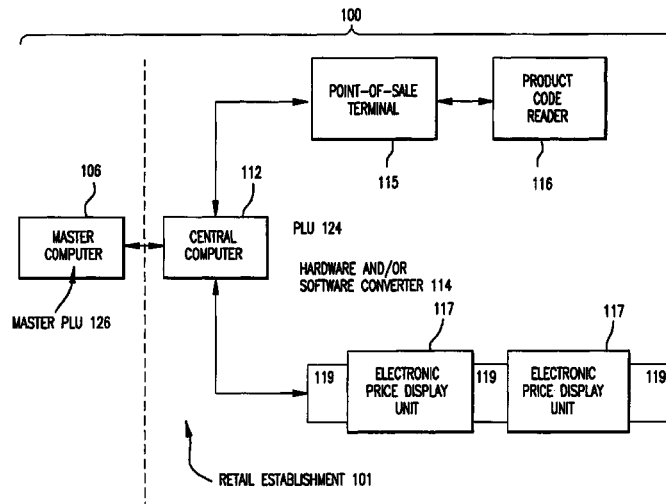 100
POINT-OF-SALE
TERMINAL
PRODUCT
CODE
READER
115
116
106
112
MASTER
COMPUTER
CENTRAL
COMPUTER
PLU 124
HARDWARE AND/OR
SOFTWARE CONVERTER 114
MASTER PLU 126
117
117
119
ELECTRONIC
PRICE DISPLAY
UNIT
119
ELECTRONIC
PRICE DISPLAY
UNIT
119
RETAIL ESTABLISHMENT 101